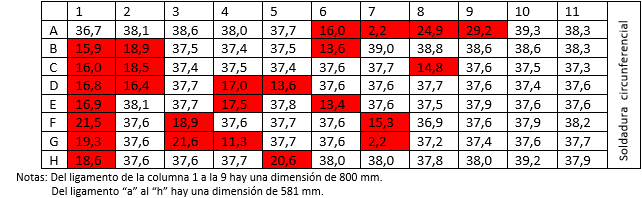 1 2 3 4 5 6 7 8 9 10 11
A 36,7 38,1 38,6 38,0 37,7 16,0 2,2 24,9 29,2 39,3 38,3
B 15,9 18,9 37,5 37,4 37,5 13,6 39,0 38,8 38,6 38,6 38,3
C 16,0 18,5 37,4 37,5 37,4 37,6 37,7 14,8 37,6 37,5 37,3
D 16,8 16,4 37,7 17,0 13,6 37,6 37,7 37,7 37,6 37,4 37,6
E 16,9 38,1 37,7 17,5 37,8 13,4 37,6 37,5 37,9 37,6 37,6
F 21,5 37,6 18,9 37,6 37,7 37,6 15,3 36,9 37,6 37,9 38,2
G 19,3 37,6 21,6 11,3 37,7 37,6 2,2 37,2 37,4 37,6 37,7
H 18,6 37,6 37,6 37,7 20,6 38,0 38,0 37,8 38,0 39,2 37,9
Soldadura circunferencial
Notas: Del ligamento de la columna 1 a la 9 hay una dimensión de 800 mm.
Del ligamento “a” al “h” hay una dimensión de 581 mm.